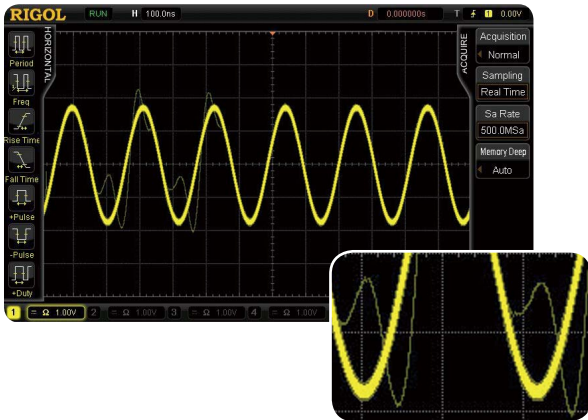 RIGOL RUN H 100.0ns D 0.000000s T 1 0.00V
HORIZONTAL
Period
Freq
Rise Time
Fall Time
+Pulse
-Pulse
+Duty
ACQUIRE
Acquisition
Normal
Sampling
Real Time
Sa Rate
500.0MSa
Memory Deep
Auto
1 = Ω 1.00V 2 = Ω 1.00V 3 = Ω 1.00V 4 = Ω